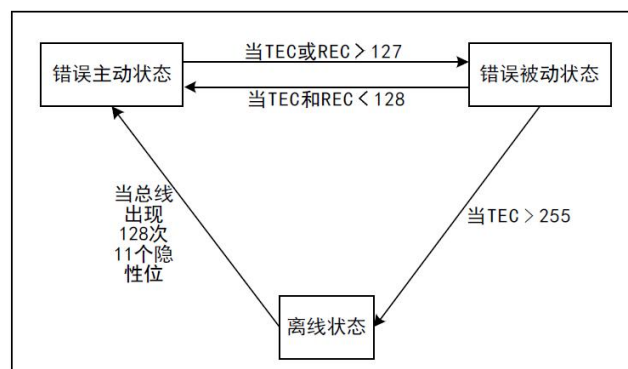 当TEC或REC＞127
错误主动状态
错误被动状态
当TEC和REC＜128
当总线
出现
128次
11个隐
性位
当TEC＞255
离线状态